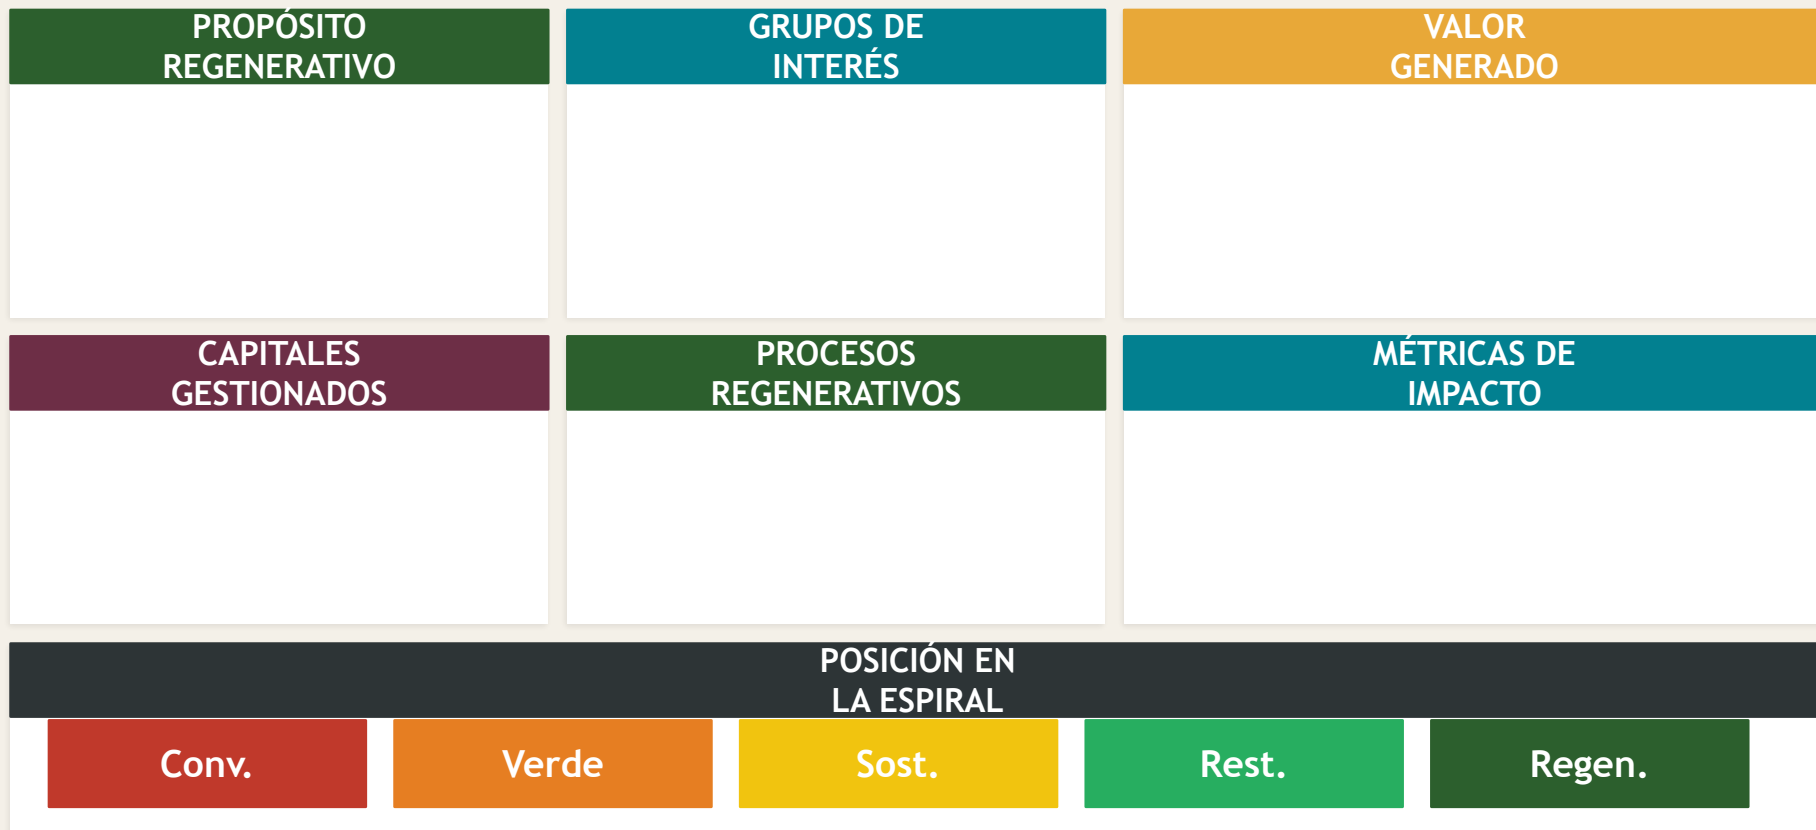 PROPÓSITO
REGENERATIVO
GRUPOS DE
INTERÉS
VALOR
GENERADO
CAPITALES
GESTIONADOS
PROCESOS
REGENERATIVOS
MÉTRICAS DE
IMPACTO
POSICIÓN EN
LA ESPIRAL
Conv.
Verde
Sost.
Rest.
Regen.